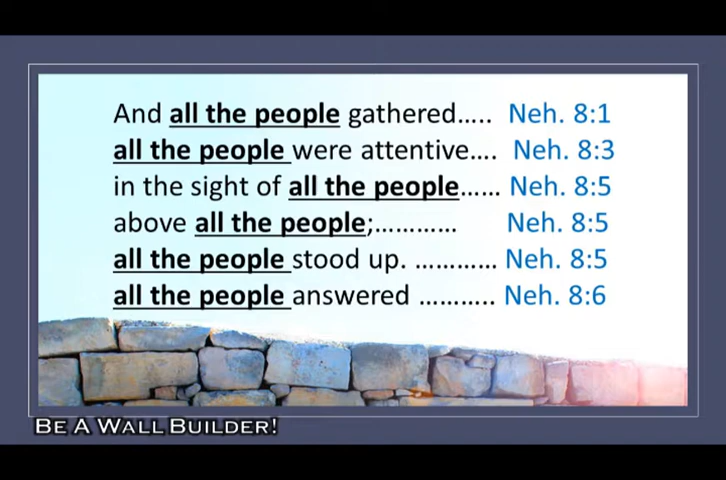 And all the people gathered..... Neh. 8:1
all the people were attentive.... Neh. 8:3
in the sight of all the people...... Neh. 8:5
above all the people;............ Neh. 8:5
all the people stood up. ............ Neh. 8:5
all the people answered ........... Neh. 8:6
BE A WALL BUILDER!